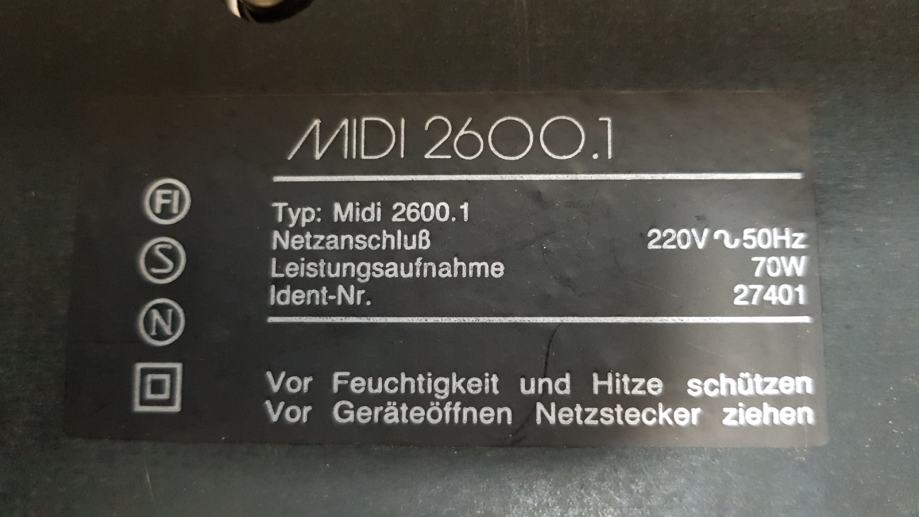 MIDI 2600.1
FI
S
N
Typ: Midi 2600.1
Netzanschluß 220V∿50Hz
Leistungsaufnahme 70W
Ident-Nr. 27401
Vor Feuchtigkeit und Hitze schützen
Vor Geräteöffnen Netzstecker ziehen